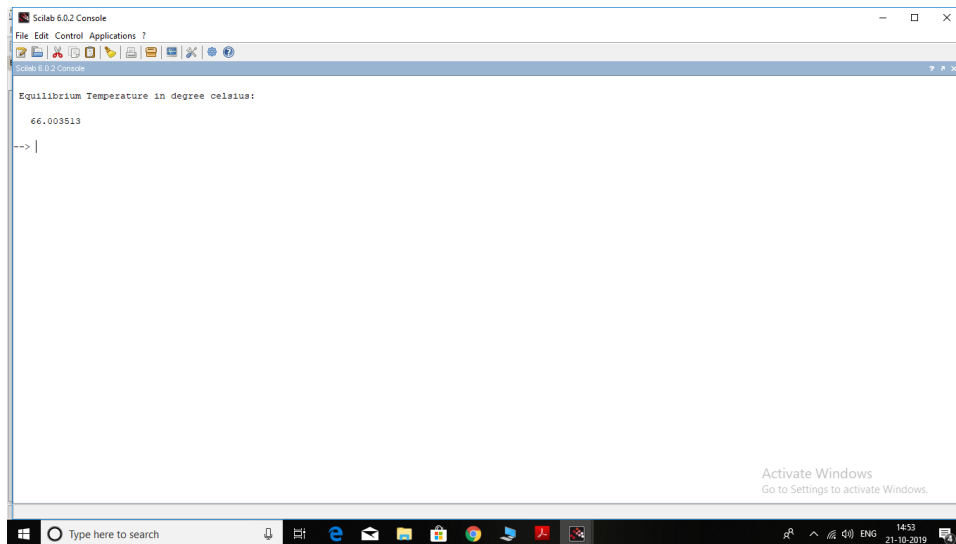 Scilab 6.0.2 Console
File Edit Control Applications ?
Scilab 6.0.2 Console
Equilibrium Temperature in degree celsius:
66.003513
-->
Activate Windows
Go to Settings to activate Windows.
Type here to search
ENG
14:53
21-10-2019
4